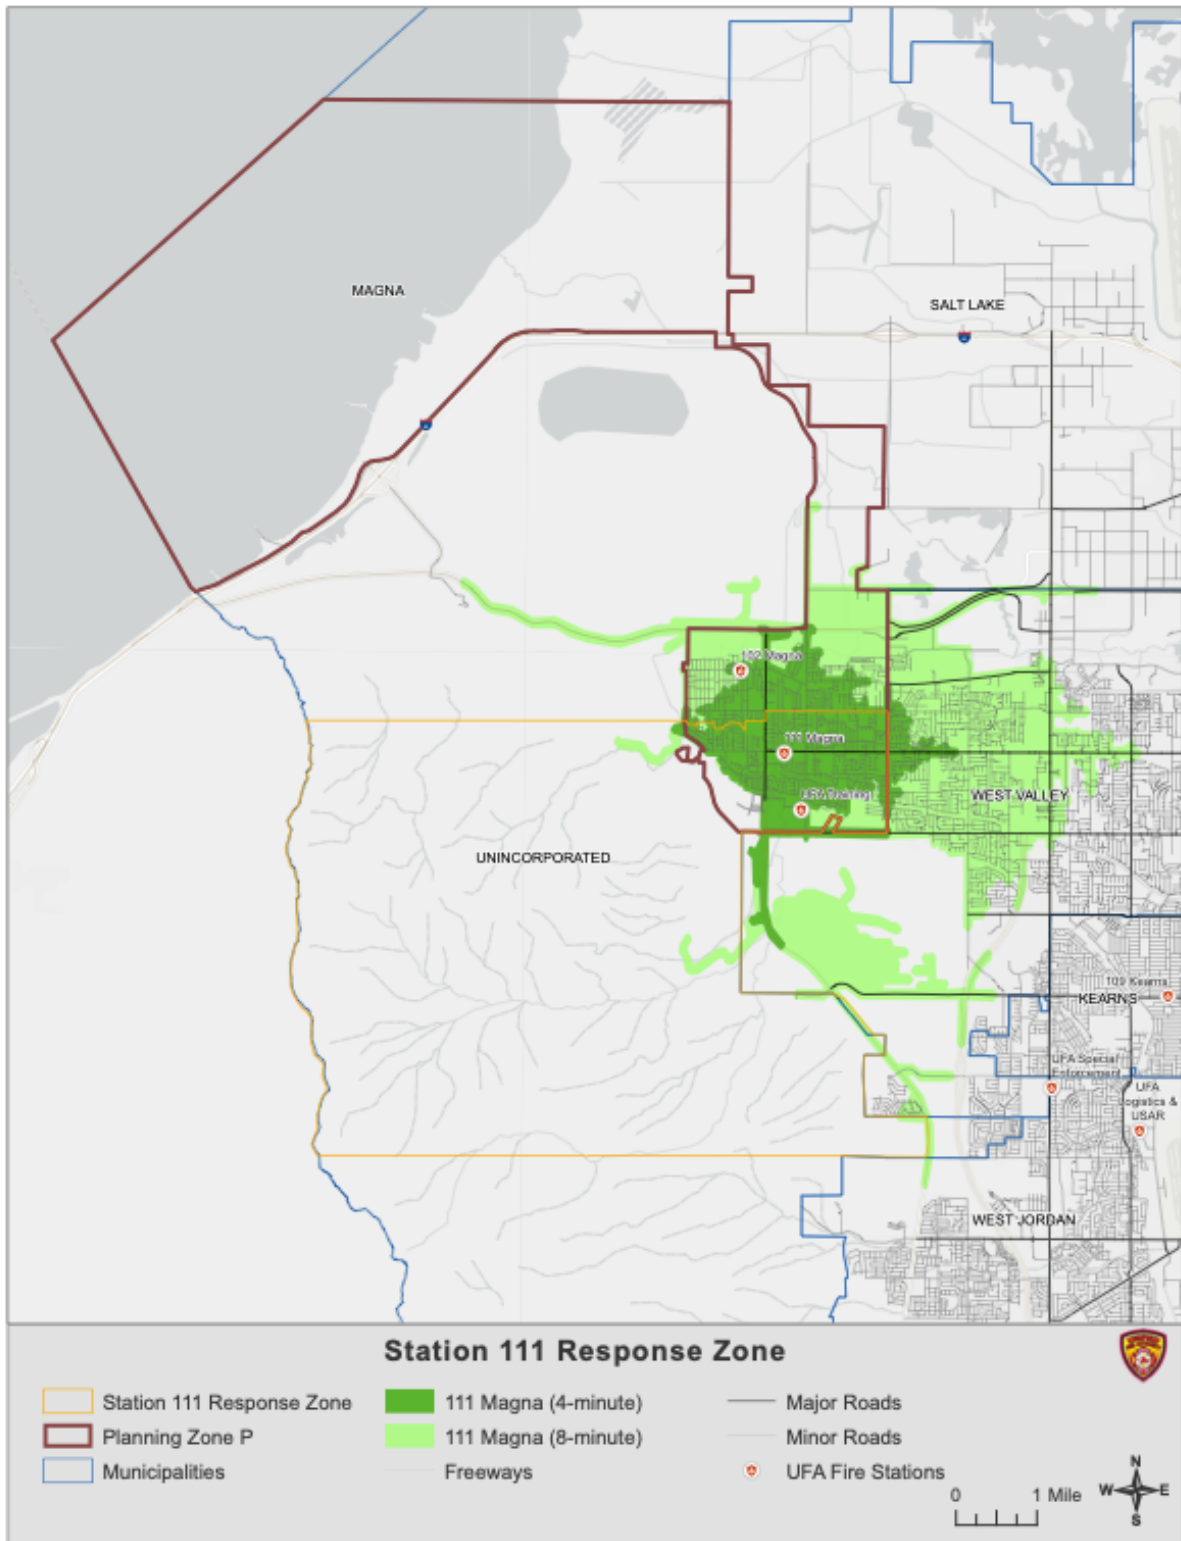 MAGNA
SALT LAKE
102 Magna
111 Magna
WEST VALLEY
UFA Training
UNINCORPORATED
109 Kearns
KEARNS
UFA Special
Enforcement
UFA
Logistics &
USAR
WEST JORDAN
Station 111 Response Zone
Station 111 Response Zone
111 Magna (4-minute)
Major Roads
Planning Zone P
111 Magna (8-minute)
Minor Roads
Municipalities
Freeways
UFA Fire Stations
0 1 Mile
N
W E
S